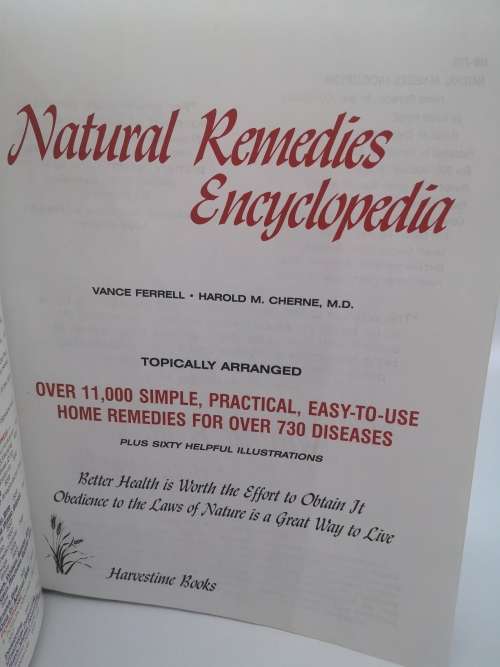 Natural Remedies
Encyclopedia
VANCE FERRELL • HAROLD M. CHERNE, M.D.
TOPICALLY ARRANGED
OVER 11,000 SIMPLE, PRACTICAL, EASY-TO-USE
HOME REMEDIES FOR OVER 730 DISEASES
PLUS SIXTY HELPFUL ILLUSTRATIONS
Better Health is Worth the Effort to Obtain It
Obedience to the Laws of Nature is a Great Way to Live
Harvestime Books